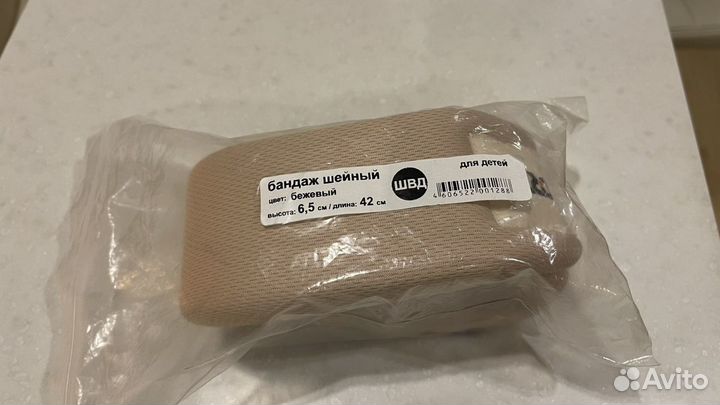 бандаж шейный
для детей
цвет: бежевый
ШВД
высота: 6,5 см / длина: 42 см
4606522001288
Avito